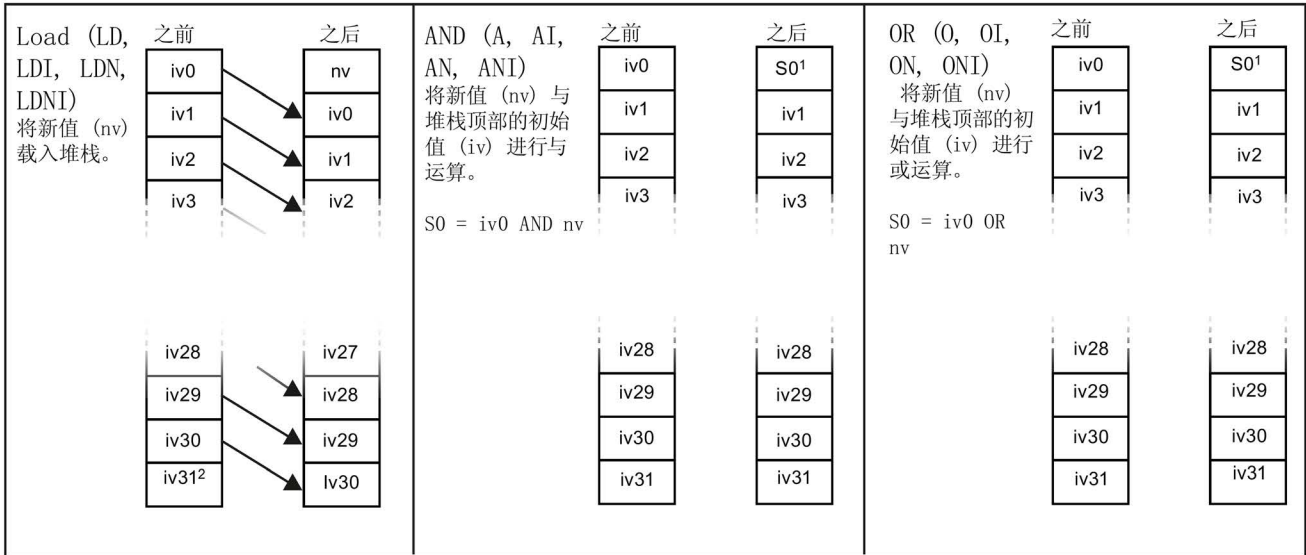 Load (LD,
LDI, LDN,
LDNI)
将新值 (nv)
载入堆栈。
之前
iv0
iv1
iv2
iv3
iv28
iv29
iv30
iv31²
之后
nv
iv0
iv1
iv2
iv27
iv28
iv29
Iv30
AND (A, AI,
AN, ANI)
将新值 (nv) 与
堆栈顶部的初始
值 (iv) 进行与
运算。
S0 = iv0 AND nv
之前
iv0
iv1
iv2
iv3
iv28
iv29
iv30
iv31
之后
S0¹
iv1
iv2
iv3
iv28
iv29
iv30
iv31
OR (O, OI,
ON, ONI)
将新值 (nv)
与堆栈顶部的初
始值 (iv) 进行
或运算。
S0 = iv0 OR
nv
之前
iv0
iv1
iv2
iv3
iv28
iv29
iv30
iv31
之后
S0¹
iv1
iv2
iv3
iv28
iv29
iv30
iv31